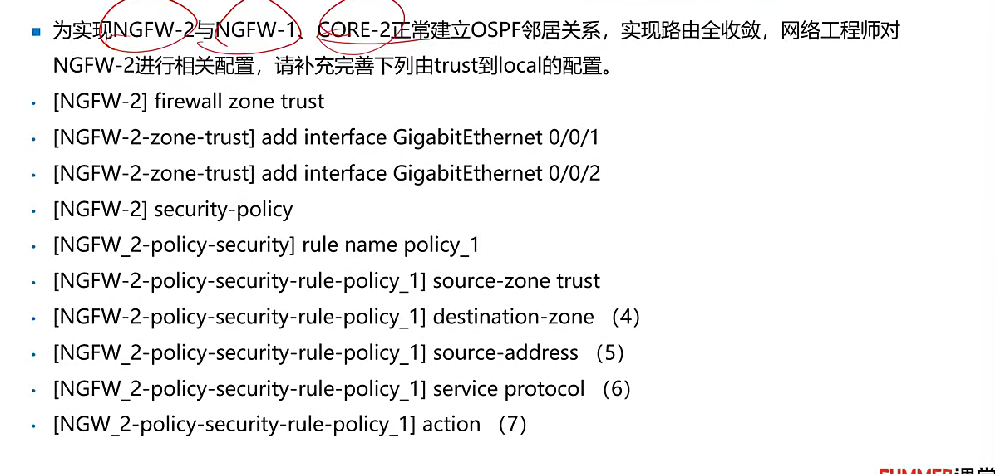 为实现NGFW-2与NGFW-1、CORE-2正常建立OSPF邻居关系，实现路由全收敛，网络工程师对
NGFW-2进行相关配置，请补充完善下列由trust到local的配置。
[NGFW-2] firewall zone trust
[NGFW-2-zone-trust] add interface GigabitEthernet 0/0/1
[NGFW-2-zone-trust] add interface GigabitEthernet 0/0/2
[NGFW-2] security-policy
[NGFW_2-policy-security] rule name policy_1
[NGFW-2-policy-security-rule-policy_1] source-zone trust
[NGFW-2-policy-security-rule-policy_1] destination-zone （4）
[NGFW_2-policy-security-rule-policy_1] source-address （5）
[NGFW_2-policy-security-rule-policy_1] service protocol （6）
[NGW_2-policy-security-rule-policy_1] action （7）